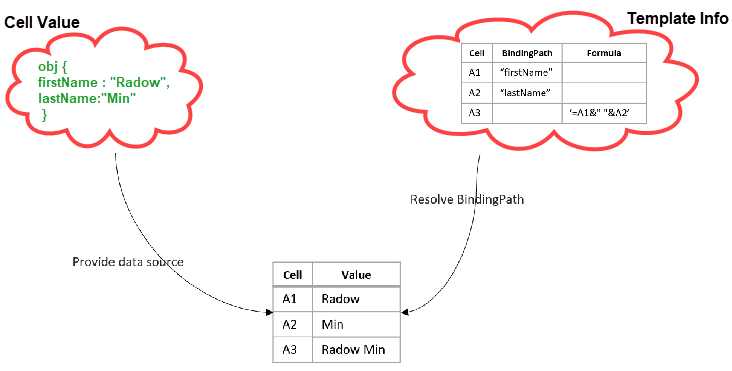 Cell Value
Template Info
obj {
firstName : "Radow",
lastName:"Min"
}
Cell BindingPath Formula
A1 “firstName”
A2 “lastName”
A3 ‘=A1&" "&A2’
Resolve BindingPath
Provide data source
Cell Value
A1 Radow
A2 Min
A3 Radow Min